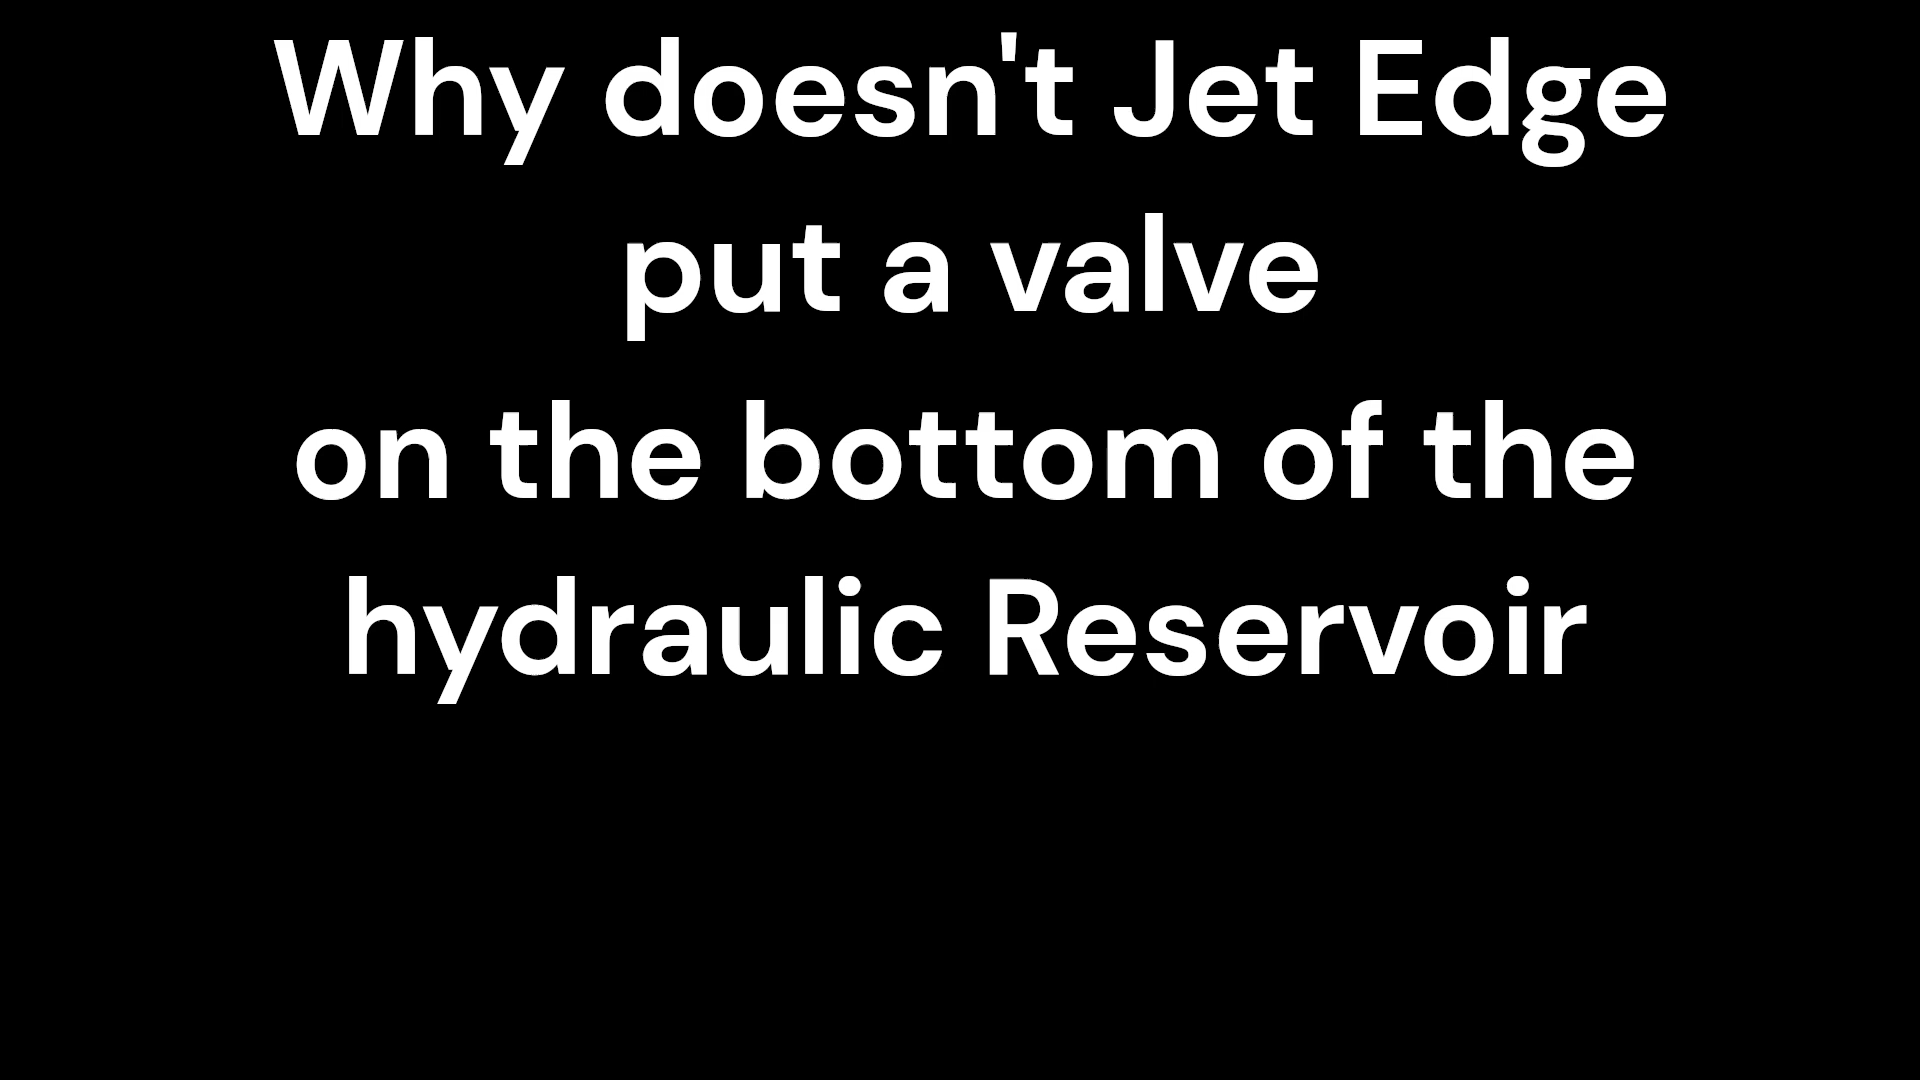 Why doesn't Jet Edge
put a valve
on the bottom of the
hydraulic Reservoir